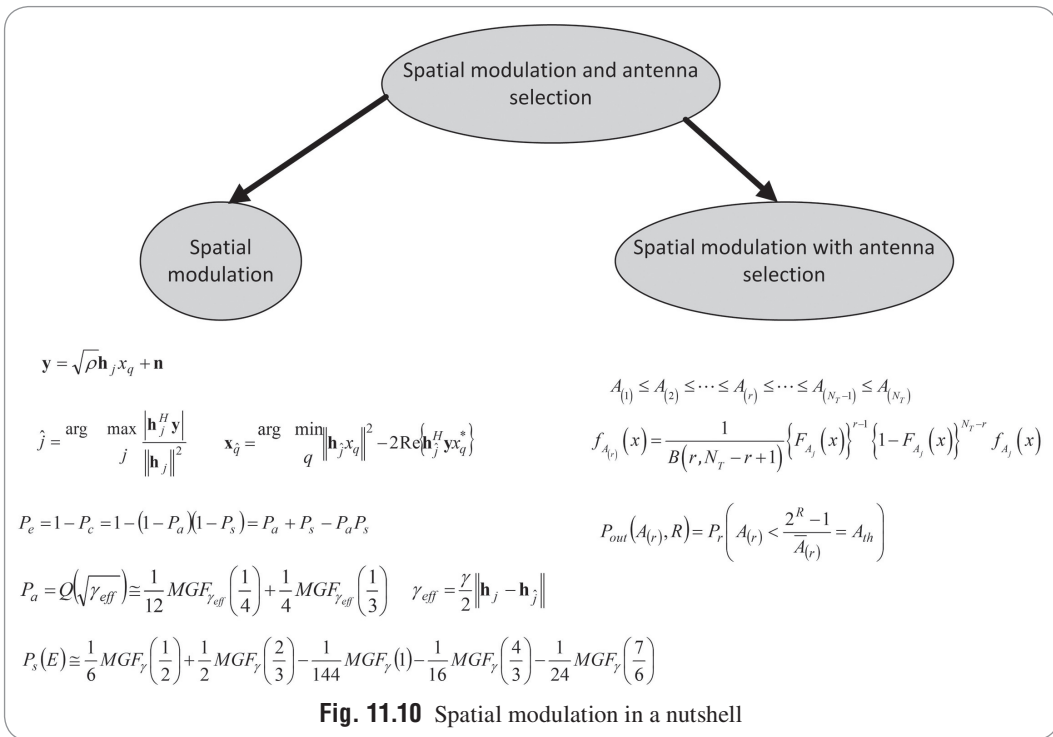 Spatial modulation and antenna
selection
Spatial
modulation
Spatial modulation with antenna
selection
y = √ρ h_j x_q + n
ĵ = arg max_j |h_j^H y| / ‖h_j‖²    x_q̂ = arg min_q ‖h_ĵ x_q‖² − 2Re{h_ĵ^H y x_q^*}
P_e = 1 − P_c = 1 − (1 − P_a)(1 − P_s) = P_a + P_s − P_a P_s
P_a = Q(√γ_eff) ≅ 1/12 MGF_γ_eff (1/4) + 1/4 MGF_γ_eff (1/3)    γ_eff = γ/2 ‖h_j − h_ĵ‖
P_s(E) ≅ 1/6 MGF_γ (1/2) + 1/2 MGF_γ (2/3) − 1/144 MGF_γ (1) − 1/16 MGF_γ (4/3) − 1/24 MGF_γ (7/6)
A_(1) ≤ A_(2) ≤ ⋯ ≤ A_(r) ≤ ⋯ ≤ A_(N_T−1) ≤ A_(N_T)
f_A_(r) (x) = 1 / B(r, N_T − r + 1) {F_A_j (x)}^(r−1) {1 − F_A_j (x)}^(N_T−r) f_A_j (x)
P_out(A_(r), R) = P_r( A_(r) < (2^R − 1) / A̅_(r) = A_th )
Fig. 11.10 Spatial modulation in a nutshell